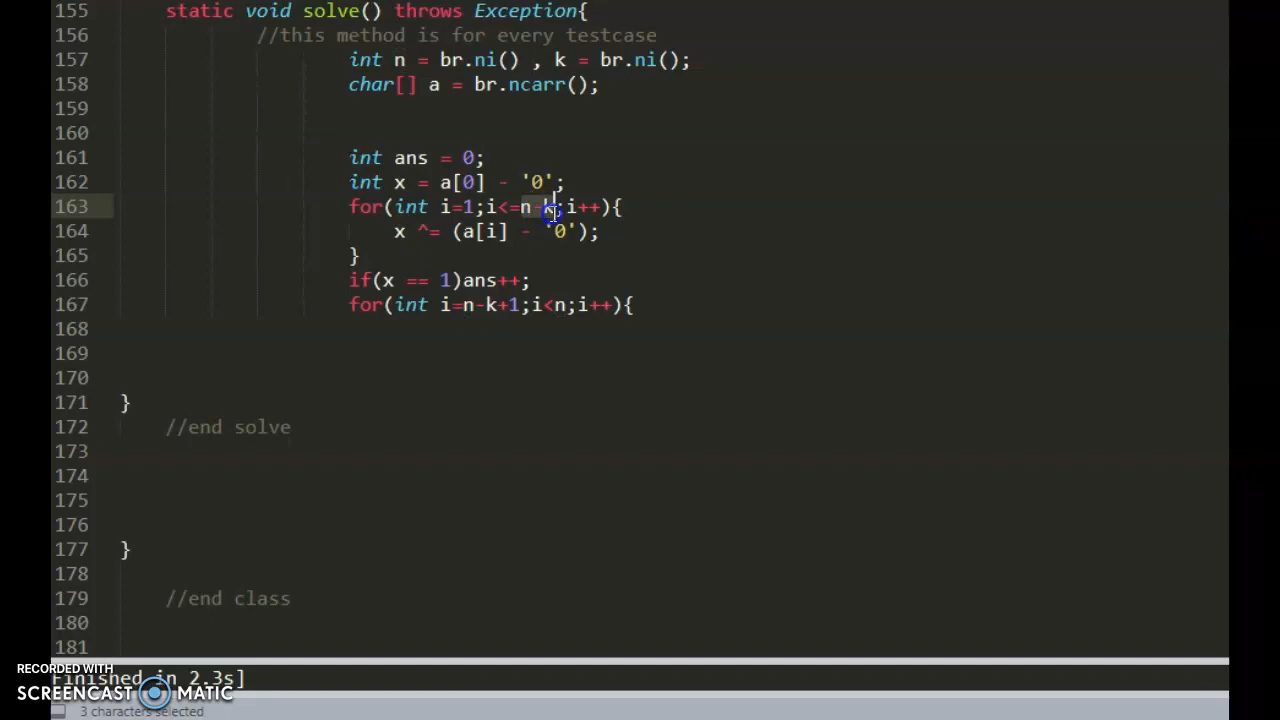 155 static void solve() throws Exception{
156 //this method is for every testcase
157 int n = br.ni() , k = br.ni();
158 char[] a = br.ncarr();
159
160
161 int ans = 0;
162 int x = a[0] - '0';
163 for(int i=1;i<=n-k;i++){
164 x ^= (a[i] - '0');
165 }
166 if(x == 1)ans++;
167 for(int i=n-k+1;i<n;i++){
168
169
170
171 }
172 //end solve
173
174
175
176
177 }
178
179 //end class
180
181
Finished in 2.3s]
RECORDED WITH
SCREENCAST MATIC
3 characters selected